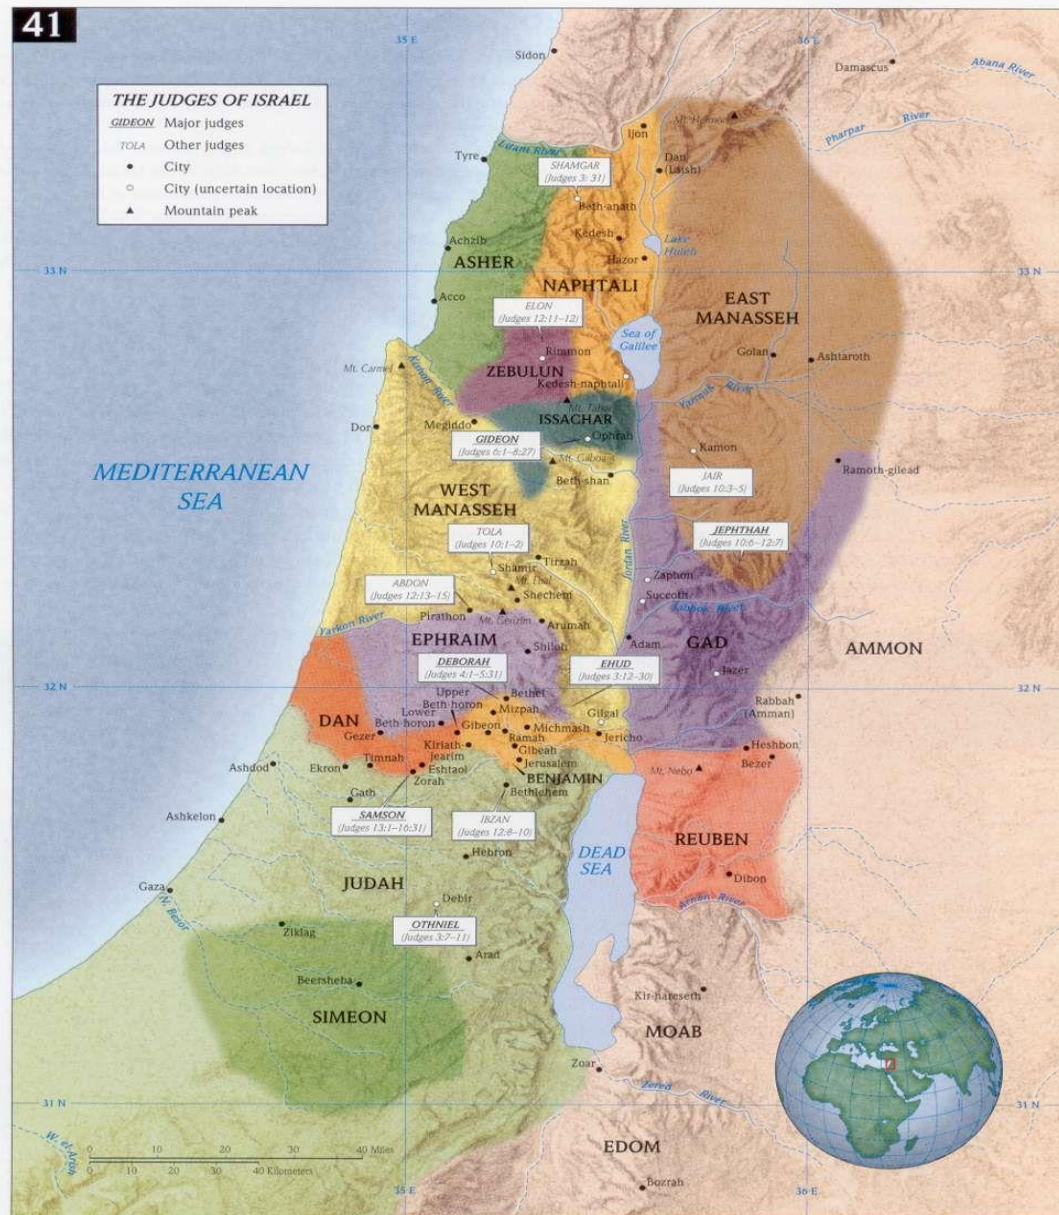 41
35 E
36 E
Sidon
Damascus
Abana River
THE JUDGES OF ISRAEL
GIDEON Major judges
TOLA Other judges
City
City (uncertain location)
Mountain peak
Mt. Hermon
Pharpar River
Ijon
Litani River
Tyre
Dan
(Laish)
SHAMGAR
(Judges 3: 31)
Beth-anath
Kedesh
Lake
Huleh
Achzib
ASHER
Hazor
33 N
33 N
NAPHTALI
Acco
EAST
MANASSEH
ELON
(Judges 12:11–12)
Sea of
Galilee
Rimmon
Golan
Ashtaroth
Mt. Carmel
Kishon River
ZEBULUN
Kedesh-naphtali
Yarmuk River
Mt. Tabor
ISSACHAR
Dor
Megiddo
GIDEON
(Judges 6:1–8:27)
Ophrah
Kamon
Mt. Gilboa
Ramoth-gilead
MEDITERRANEAN
SEA
Beth-shan
JAIR
(Judges 10:3–5)
WEST
MANASSEH
TOLA
(Judges 10:1–2)
JEPHTHAH
(Judges 10:6–12:7)
Jordan River
Tirzah
Shamir
Zaphon
ABDON
(Judges 12:13–15)
Mt. Ebal
Shechem
Succoth
Jabbok River
Pirathon
Mt. Gerizim
Arumah
Yarkon River
EPHRAIM
Adam
GAD
AMMON
Shiloh
DEBORAH
(Judges 4:1–5:31)
EHUD
(Judges 3:12–30)
Jazer
32 N
32 N
Upper
Beth-horon
Bethel
Rabbah
(Amman)
Mizpah
DAN
Lower
Beth-horon
Gibeon
Michmash
Gilgal
Gezer
Ramah
Jericho
Kiriath-
jearim
Gibeah
Heshbon
Ashdod
Ekron
Timnah
Eshtaol
Jerusalem
Bezer
Zorah
BENJAMIN
Mt. Nebo
Bethlehem
Gath
Ashkelon
SAMSON
(Judges 13:1–16:31)
IBZAN
(Judges 12:8–10)
REUBEN
Hebron
DEAD
SEA
JUDAH
Dibon
Gaza
N. Besor
Debir
Arnon River
OTHNIEL
(Judges 3:7–11)
Ziklag
Arad
Beersheba
Kir-hareseth
SIMEON
MOAB
Zoar
Zered River
31 N
31 N
W. el-Arish
0 10 20 40 Miles
0 10 20 40 Kilometers
EDOM
35 E
36 E
Bozrah